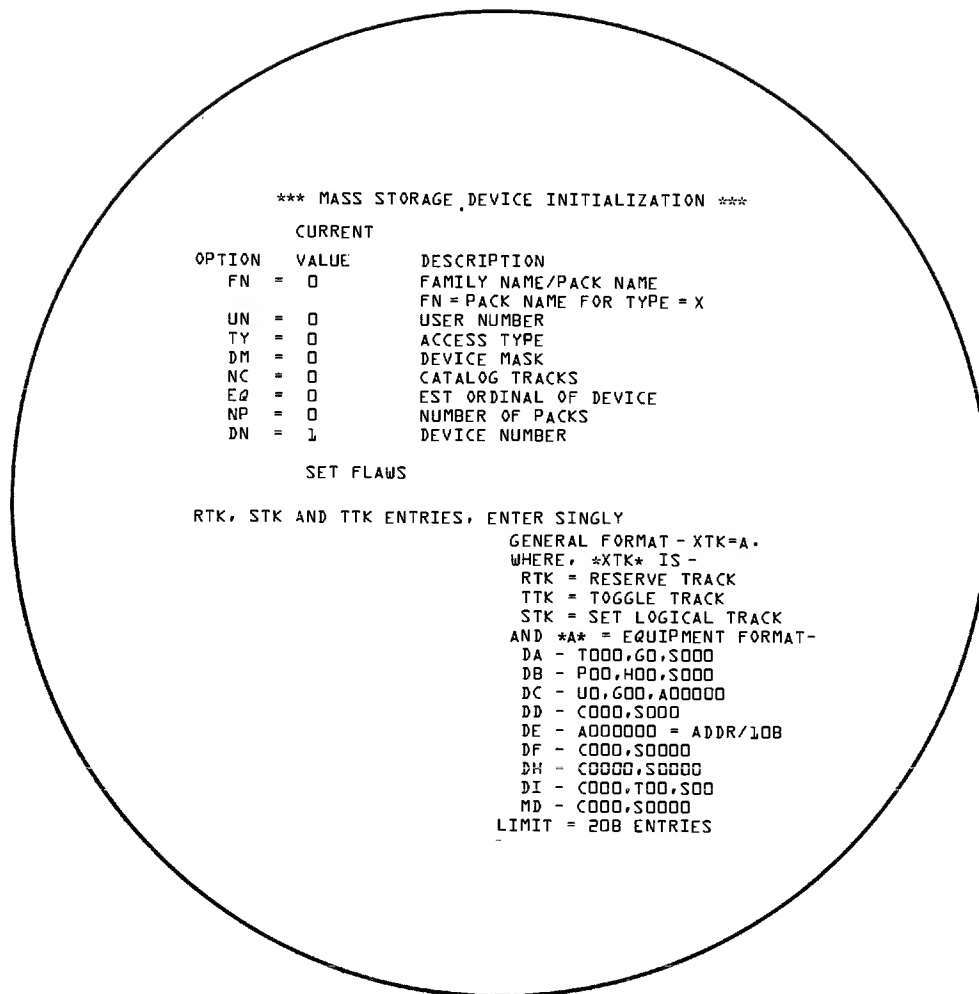 *** MASS STORAGE DEVICE INITIALIZATION ***
CURRENT
OPTION VALUE DESCRIPTION
FN = 0 FAMILY NAME/PACK NAME
FN = PACK NAME FOR TYPE = X
UN = 0 USER NUMBER
TY = 0 ACCESS TYPE
DM = 0 DEVICE MASK
NC = 0 CATALOG TRACKS
EQ = 0 EST ORDINAL OF DEVICE
NP = 0 NUMBER OF PACKS
DN = 1 DEVICE NUMBER
SET FLAWS
RTK, STK AND TTK ENTRIES, ENTER SINGLY
GENERAL FORMAT - XTK=A.
WHERE, *XTK* IS -
RTK = RESERVE TRACK
TTK = TOGGLE TRACK
STK = SET LOGICAL TRACK
AND *A* = EQUIPMENT FORMAT-
DA - T000,G0,S000
DB - P00,H00,S000
DC - U0,G00,A00000
DD - C000,S000
DE - A000000 = ADDR/10B
DF - C000,S0000
DH - C0000,S0000
DI - C000,T00,S00
MD - C000,S0000
LIMIT = 20B ENTRIES